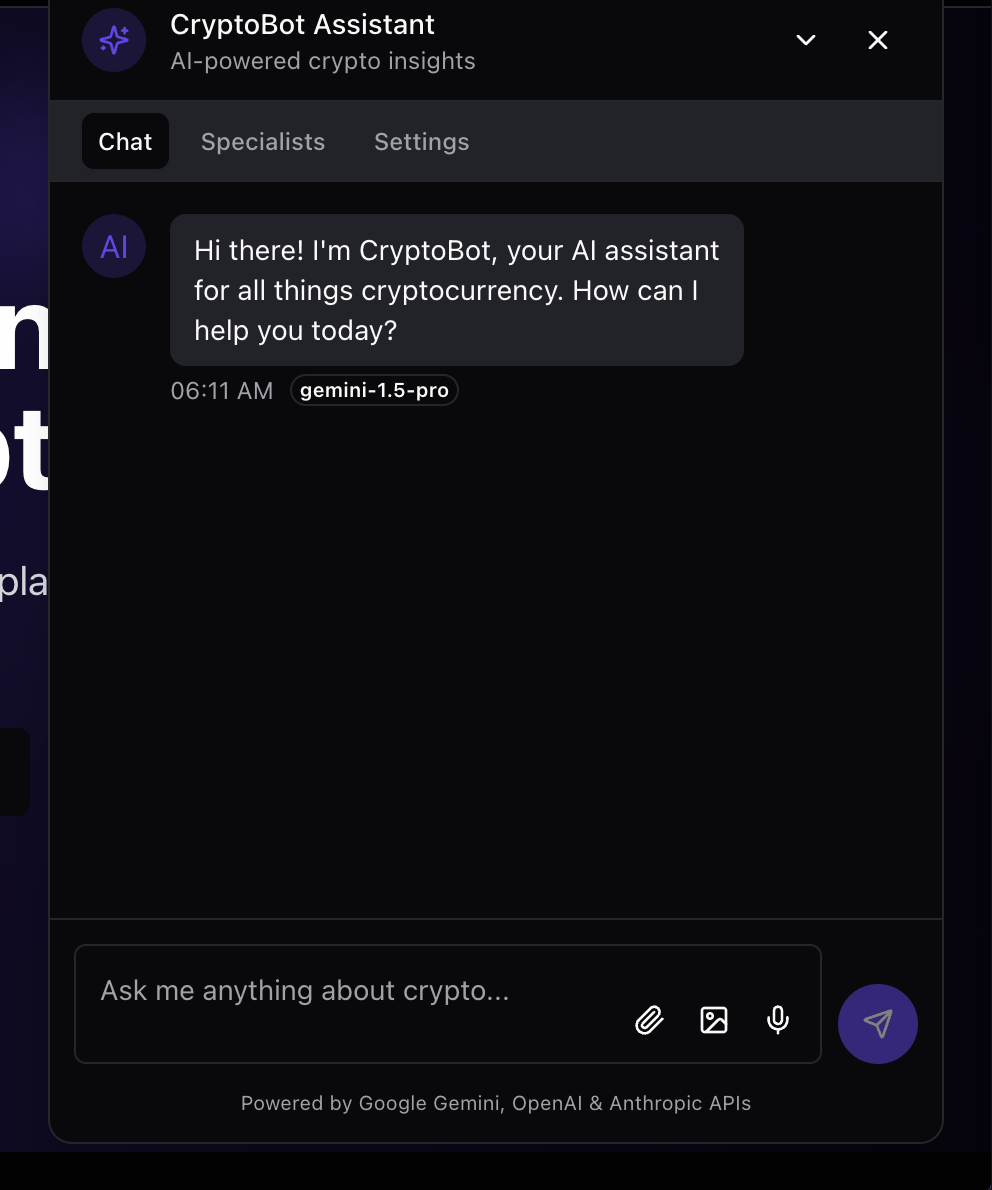 CryptoBot Assistant
AI-powered crypto insights
Chat Specialists Settings
AI
Hi there! I'm CryptoBot, your AI assistant
for all things cryptocurrency. How can I
help you today?
06:11 AM gemini-1.5-pro
pla
Ask me anything about crypto...
Powered by Google Gemini, OpenAI & Anthropic APIs